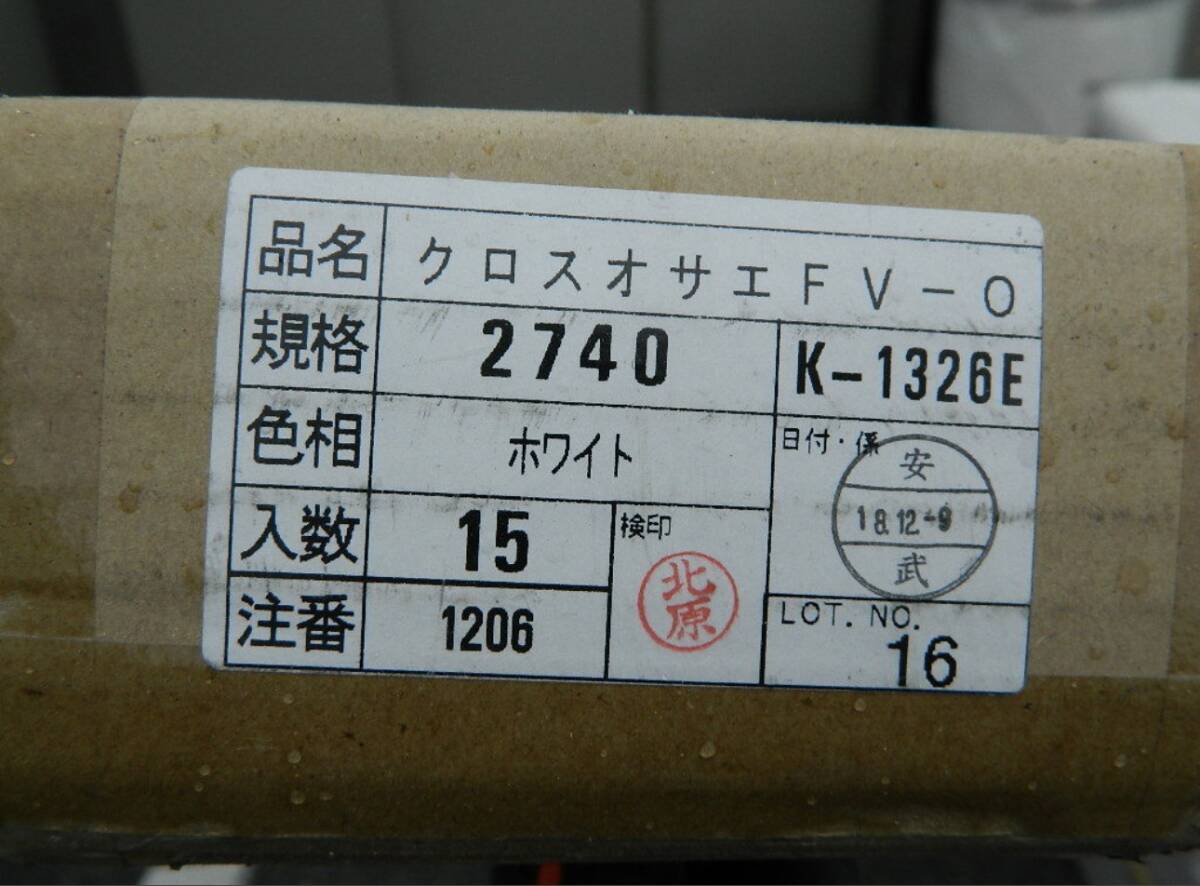 品名 クロスオサエFV-O
規格 2740 K-1326E
色相 ホワイト
日付・係
安
18.12-9
武
入数 15
検印
北原
注番 1206
LOT. NO.
16